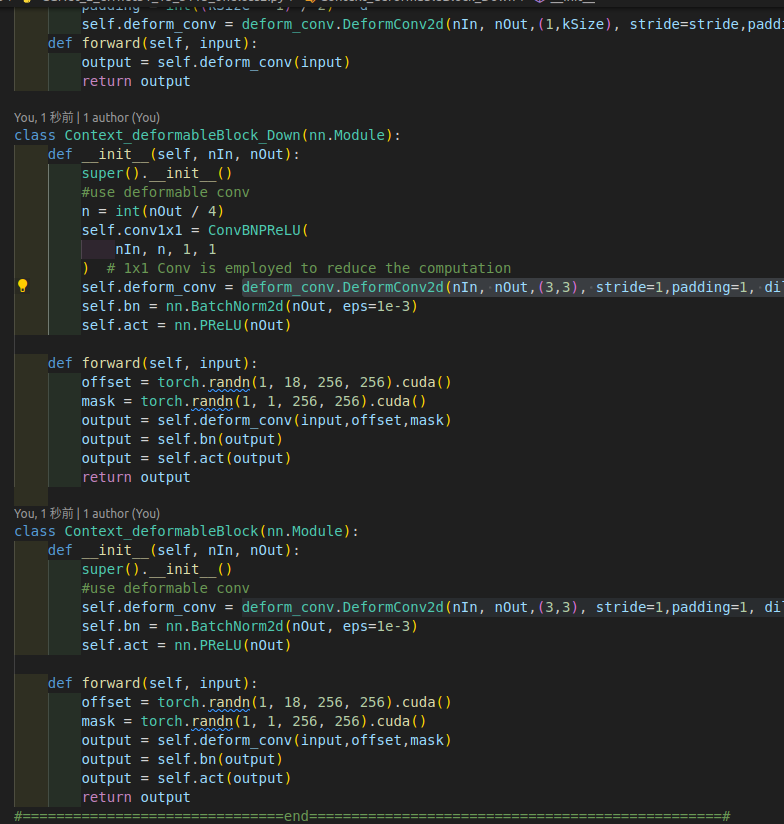 self.deform_conv = deform_conv.DeformConv2d(nIn, nOut,(1,kSize), stride=stride,paddi
def forward(self, input):
output = self.deform_conv(input)
return output
You, 1 秒前 | 1 author (You)
class Context_deformableBlock_Down(nn.Module):
def __init__(self, nIn, nOut):
super().__init__()
#use deformable conv
n = int(nOut / 4)
self.conv1x1 = ConvBNPReLU(
nIn, n, 1, 1
)  # 1x1 Conv is employed to reduce the computation
self.deform_conv = deform_conv.DeformConv2d(nIn, nOut,(3,3), stride=1,padding=1, dil
self.bn = nn.BatchNorm2d(nOut, eps=1e-3)
self.act = nn.PReLU(nOut)
def forward(self, input):
offset = torch.randn(1, 18, 256, 256).cuda()
mask = torch.randn(1, 1, 256, 256).cuda()
output = self.deform_conv(input,offset,mask)
output = self.bn(output)
output = self.act(output)
return output
You, 1 秒前 | 1 author (You)
class Context_deformableBlock(nn.Module):
def __init__(self, nIn, nOut):
super().__init__()
#use deformable conv
self.deform_conv = deform_conv.DeformConv2d(nIn, nOut,(3,3), stride=1,padding=1, dil
self.bn = nn.BatchNorm2d(nOut, eps=1e-3)
self.act = nn.PReLU(nOut)
def forward(self, input):
offset = torch.randn(1, 18, 256, 256).cuda()
mask = torch.randn(1, 1, 256, 256).cuda()
output = self.deform_conv(input,offset,mask)
output = self.bn(output)
output = self.act(output)
return output
#===============================end=================================================#